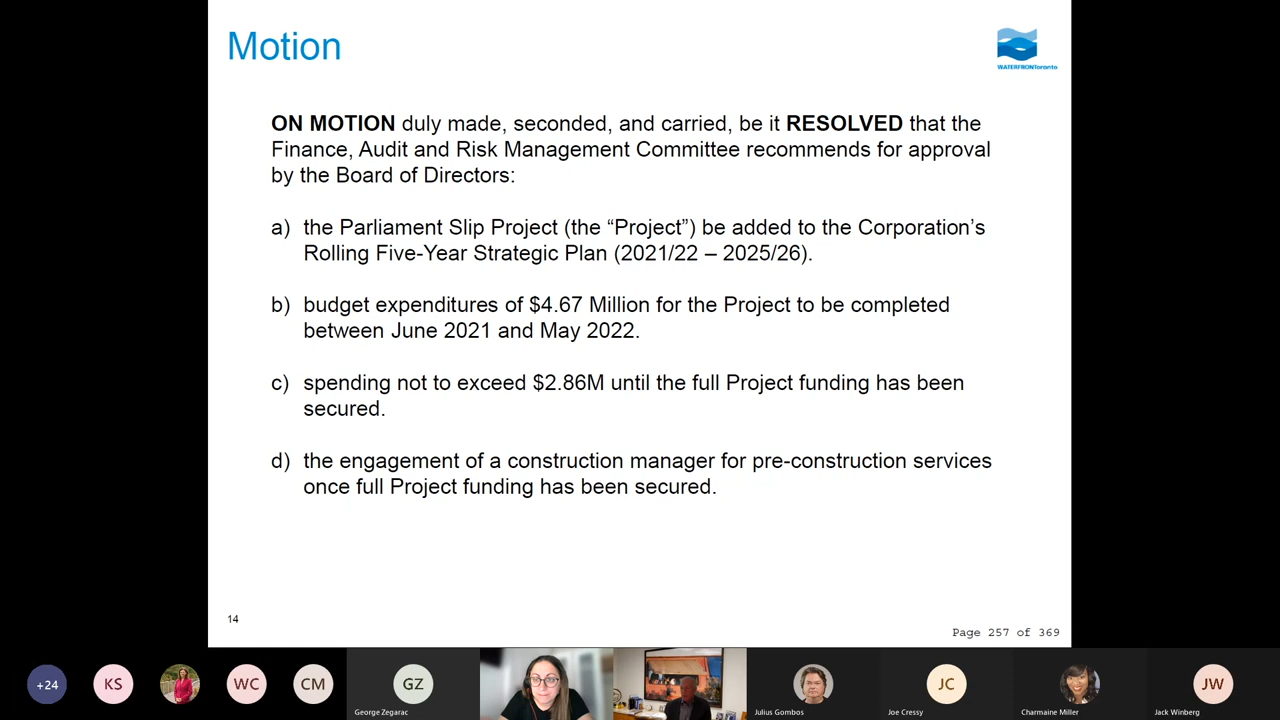 Motion
WATERFRONToronto
ON MOTION duly made, seconded, and carried, be it RESOLVED that the
Finance, Audit and Risk Management Committee recommends for approval
by the Board of Directors:
a) the Parliament Slip Project (the “Project”) be added to the Corporation’s
Rolling Five-Year Strategic Plan (2021/22 – 2025/26).
b) budget expenditures of $4.67 Million for the Project to be completed
between June 2021 and May 2022.
c) spending not to exceed $2.86M until the full Project funding has been
secured.
d) the engagement of a construction manager for pre-construction services
once full Project funding has been secured.
14
Page 257 of 369
+24
KS
WC
CM
GZ
George Zegarac
Julius Gombos
JC
Joe Cressy
Charmaine Miller
JW
Jack Winberg